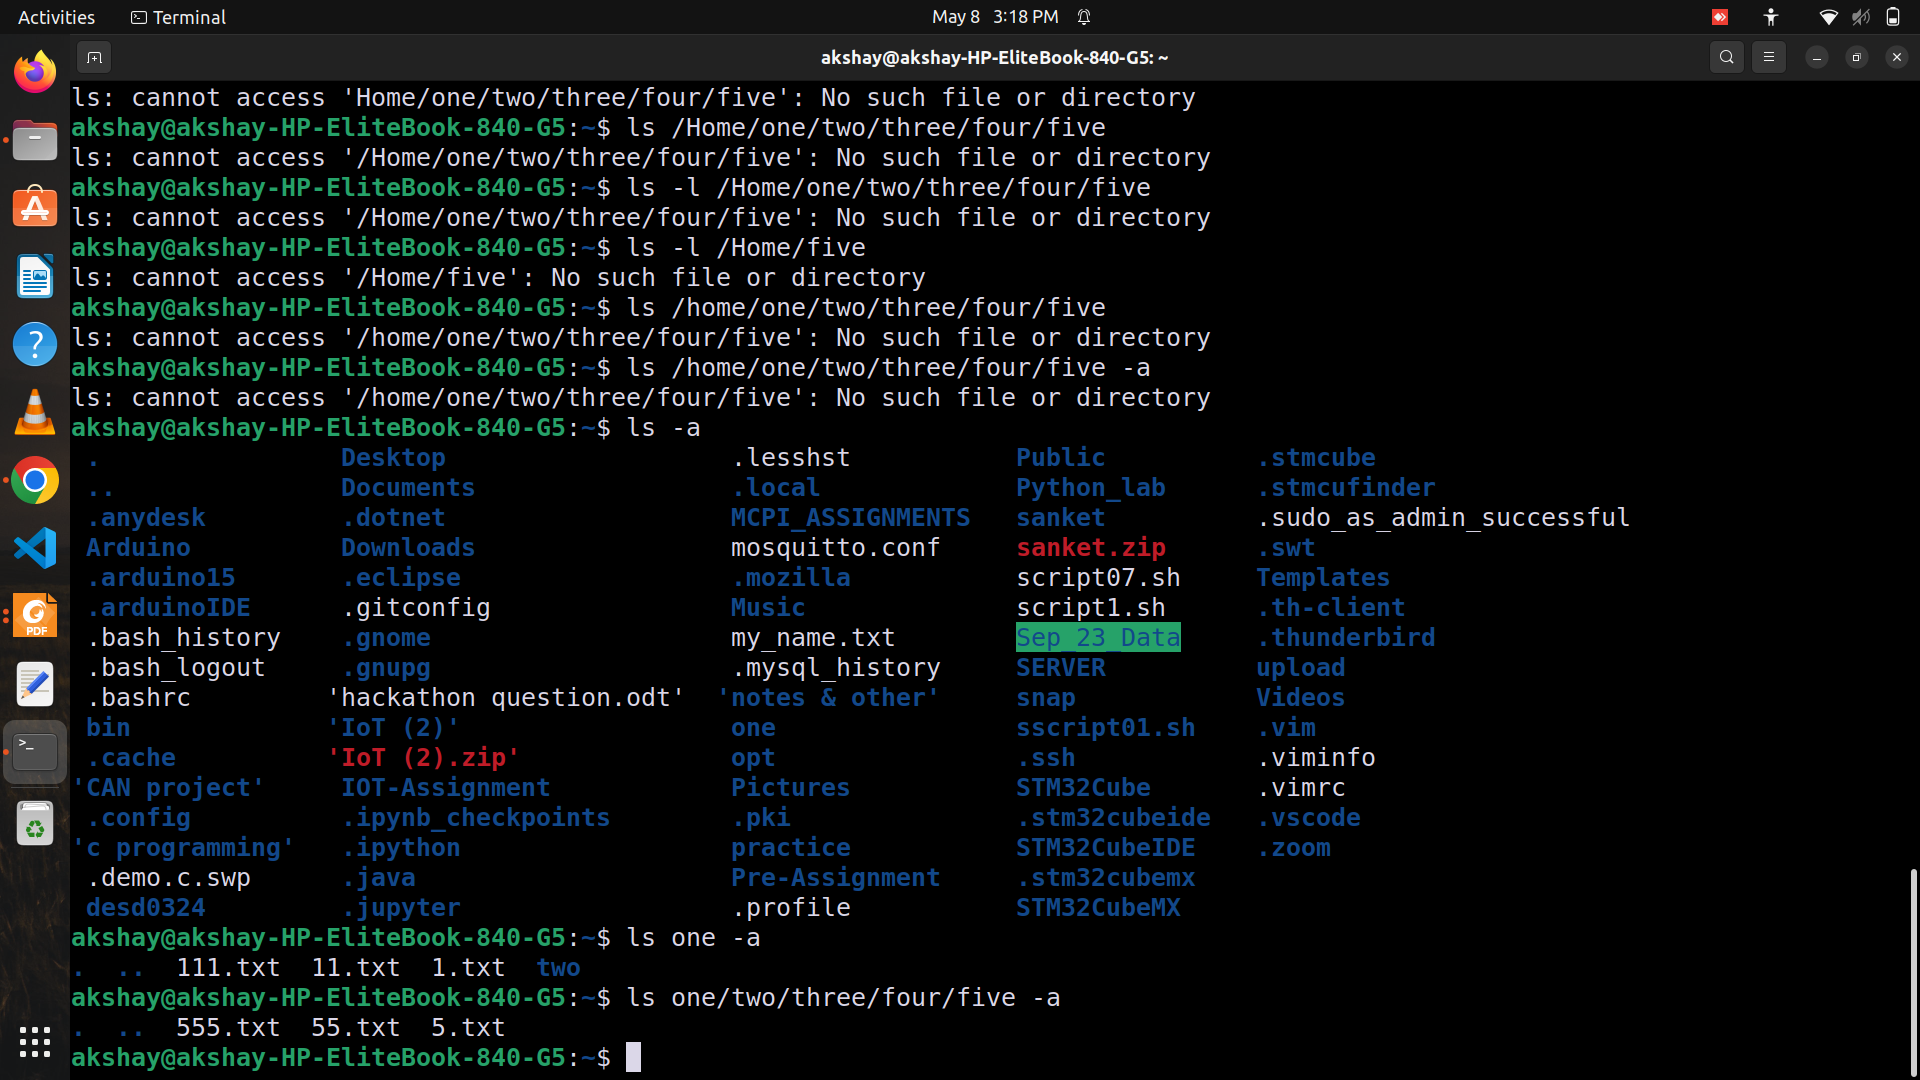 Activities Terminal May 8 3:18 PM
akshay@akshay-HP-EliteBook-840-G5: ~
ls: cannot access 'Home/one/two/three/four/five': No such file or directory
akshay@akshay-HP-EliteBook-840-G5:~$ ls /Home/one/two/three/four/five
ls: cannot access '/Home/one/two/three/four/five': No such file or directory
akshay@akshay-HP-EliteBook-840-G5:~$ ls -l /Home/one/two/three/four/five
ls: cannot access '/Home/one/two/three/four/five': No such file or directory
akshay@akshay-HP-EliteBook-840-G5:~$ ls -l /Home/five
ls: cannot access '/Home/five': No such file or directory
akshay@akshay-HP-EliteBook-840-G5:~$ ls /home/one/two/three/four/five
ls: cannot access '/home/one/two/three/four/five': No such file or directory
akshay@akshay-HP-EliteBook-840-G5:~$ ls /home/one/two/three/four/five -a
ls: cannot access '/home/one/two/three/four/five': No such file or directory
akshay@akshay-HP-EliteBook-840-G5:~$ ls -a
. Desktop .lesshst Public .stmcube
.. Documents .local Python_lab .stmcufinder
.anydesk .dotnet MCPI_ASSIGNMENTS sanket .sudo_as_admin_successful
Arduino Downloads mosquitto.conf sanket.zip .swt
.arduino15 .eclipse .mozilla script07.sh Templates
.arduinoIDE .gitconfig Music script1.sh .th-client
.bash_history .gnome my_name.txt Sep_23_Data .thunderbird
.bash_logout .gnupg .mysql_history SERVER upload
.bashrc 'hackathon question.odt' 'notes & other' snap Videos
bin 'IoT (2)' one sscript01.sh .vim
.cache 'IoT (2).zip' opt .ssh .viminfo
'CAN project' IOT-Assignment Pictures STM32Cube .vimrc
.config .ipynb_checkpoints .pki .stm32cubeide .vscode
'c programming' .ipython practice STM32CubeIDE .zoom
.demo.c.swp .java Pre-Assignment .stm32cubemx
desd0324 .jupyter .profile STM32CubeMX
akshay@akshay-HP-EliteBook-840-G5:~$ ls one -a
. .. 111.txt 11.txt 1.txt two
akshay@akshay-HP-EliteBook-840-G5:~$ ls one/two/three/four/five -a
. .. 555.txt 55.txt 5.txt
akshay@akshay-HP-EliteBook-840-G5:~$
PDF